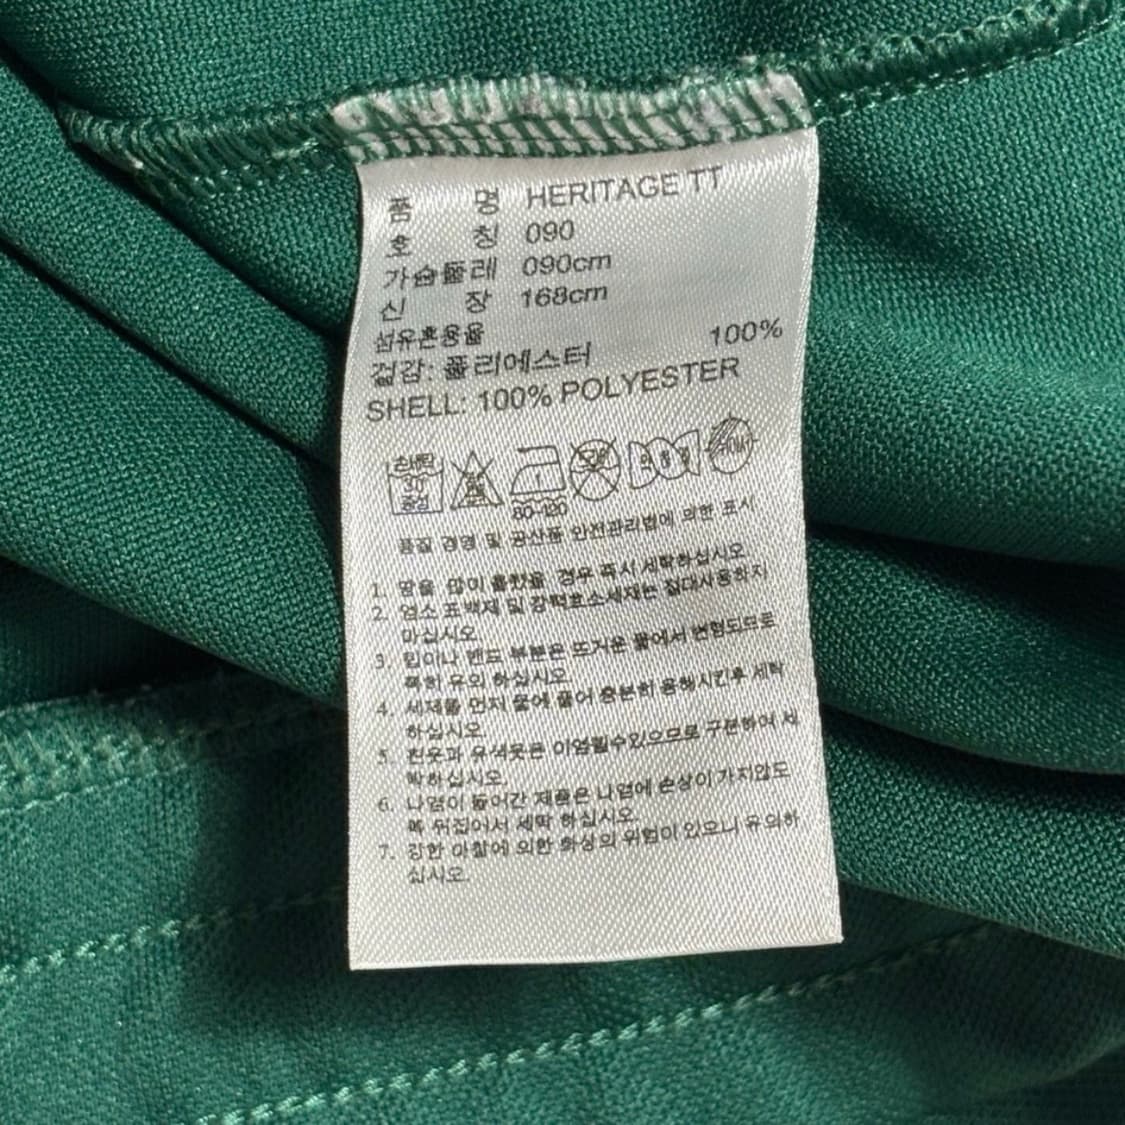 품 명 HERITAGE TT
호 칭 090
가슴둘레 090cm
신 장 168cm
섬유혼용율
겉감: 폴리에스터 100%
SHELL: 100% POLYESTER
손세탁
30
중성
80-120
품질 경영 및 공산품 안전관리법에 의한 표시
1. 땀을 많이 흘렸을 경우 즉시 세탁하십시오
2. 염소 표백제 및 강력효소세제는 절대사용하지
마십시오
3. 립이나 밴드 부분은 뜨거운 물에서 변형되므로
특히 유의 하십시오
4. 세제를 먼저 물에 풀어 충분히 용해시킨후 세탁
하십시오
5. 흰옷과 유색옷은 이염될수있으므로 구분하여 세
탁하십시오.
6. 나염이 들어간 제품은 나염에 손상이 가지않도
록 뒤집어서 세탁 하십시오.
7. 강한 마찰에 의한 화상의 위험이 있으니 유의하
십시오.